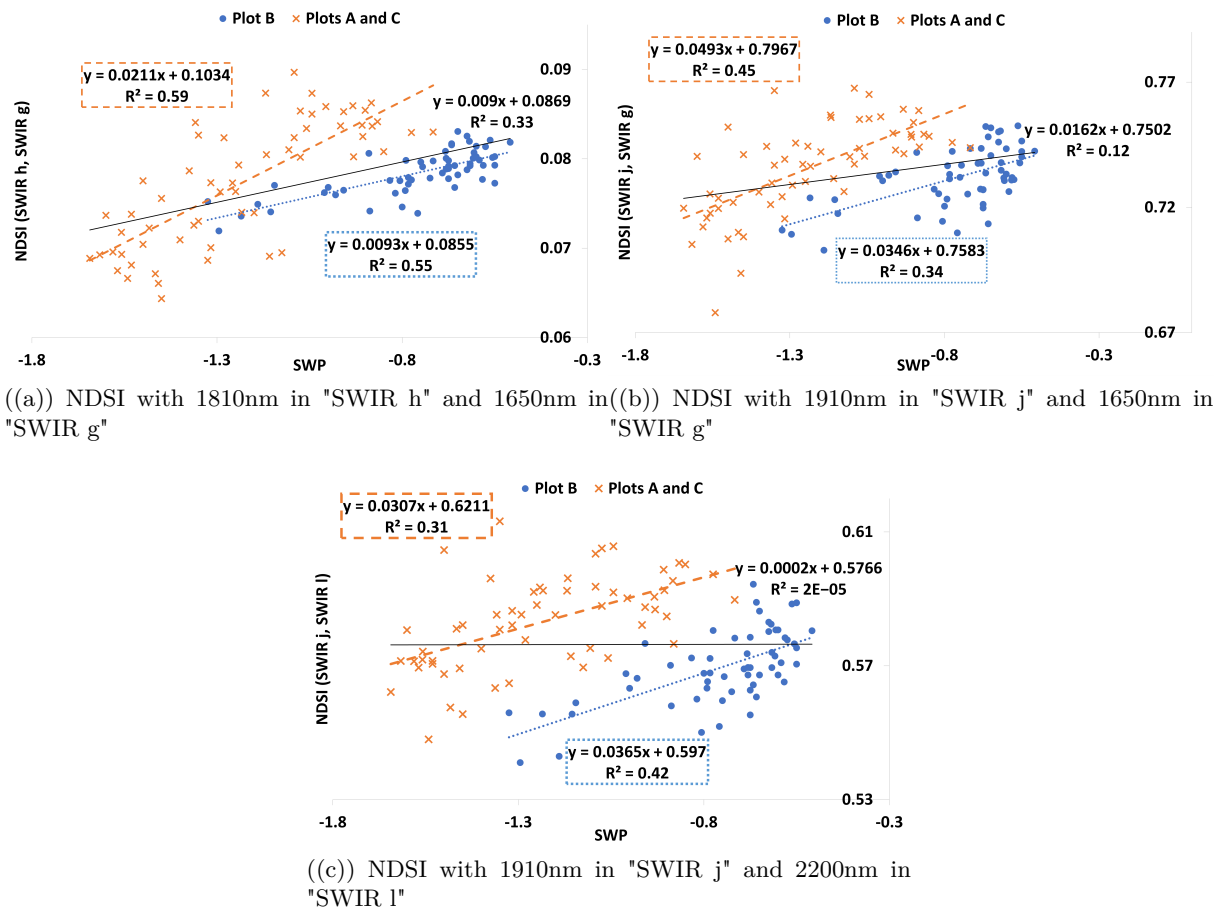 Plot B Plots A and C
y = 0.0211x + 0.1034
R² = 0.59
y = 0.009x + 0.0869
R² = 0.33
y = 0.0093x + 0.0855
R² = 0.55
0.09
0.08
0.07
0.06
-1.8 -1.3 -0.8 -0.3
SWP
NDSI (SWIR h, SWIR g)
((a)) NDSI with 1810nm in "SWIR h" and 1650nm in
"SWIR g"
Plot B Plots A and C
y = 0.0493x + 0.7967
R² = 0.45
y = 0.0162x + 0.7502
R² = 0.12
y = 0.0346x + 0.7583
R² = 0.34
0.77
0.72
0.67
-1.8 -1.3 -0.8 -0.3
SWP
NDSI (SWIR j, SWIR g)
((b)) NDSI with 1910nm in "SWIR j" and 1650nm in
"SWIR g"
Plot B Plots A and C
y = 0.0307x + 0.6211
R² = 0.31
y = 0.0002x + 0.5766
R² = 2E–05
y = 0.0365x + 0.597
R² = 0.42
0.61
0.57
0.53
-1.8 -1.3 -0.8 -0.3
SWP
NDSI (SWIR j, SWIR l)
((c)) NDSI with 1910nm in "SWIR j" and 2200nm in
"SWIR l"